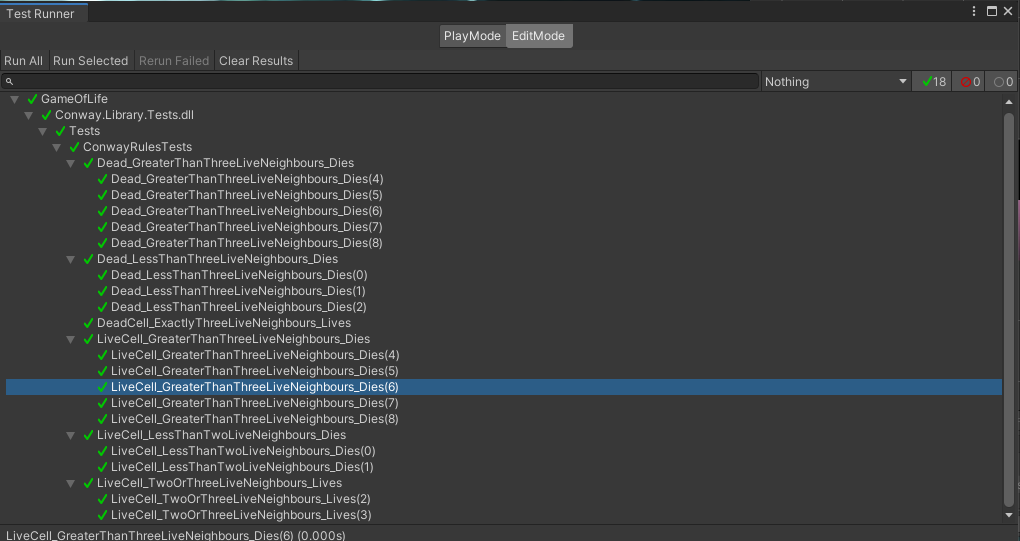 Test Runner
PlayMode EditMode
Run All Run Selected Rerun Failed Clear Results
Nothing 18 0 0
GameOfLife
Conway.Library.Tests.dll
Tests
ConwayRulesTests
Dead_GreaterThanThreeLiveNeighbours_Dies
Dead_GreaterThanThreeLiveNeighbours_Dies(4)
Dead_GreaterThanThreeLiveNeighbours_Dies(5)
Dead_GreaterThanThreeLiveNeighbours_Dies(6)
Dead_GreaterThanThreeLiveNeighbours_Dies(7)
Dead_GreaterThanThreeLiveNeighbours_Dies(8)
Dead_LessThanThreeLiveNeighbours_Dies
Dead_LessThanThreeLiveNeighbours_Dies(0)
Dead_LessThanThreeLiveNeighbours_Dies(1)
Dead_LessThanThreeLiveNeighbours_Dies(2)
DeadCell_ExactlyThreeLiveNeighbours_Lives
LiveCell_GreaterThanThreeLiveNeighbours_Dies
LiveCell_GreaterThanThreeLiveNeighbours_Dies(4)
LiveCell_GreaterThanThreeLiveNeighbours_Dies(5)
LiveCell_GreaterThanThreeLiveNeighbours_Dies(6)
LiveCell_GreaterThanThreeLiveNeighbours_Dies(7)
LiveCell_GreaterThanThreeLiveNeighbours_Dies(8)
LiveCell_LessThanTwoLiveNeighbours_Dies
LiveCell_LessThanTwoLiveNeighbours_Dies(0)
LiveCell_LessThanTwoLiveNeighbours_Dies(1)
LiveCell_TwoOrThreeLiveNeighbours_Lives
LiveCell_TwoOrThreeLiveNeighbours_Lives(2)
LiveCell_TwoOrThreeLiveNeighbours_Lives(3)
LiveCell_GreaterThanThreeLiveNeighbours_Dies(6) (0.000s)